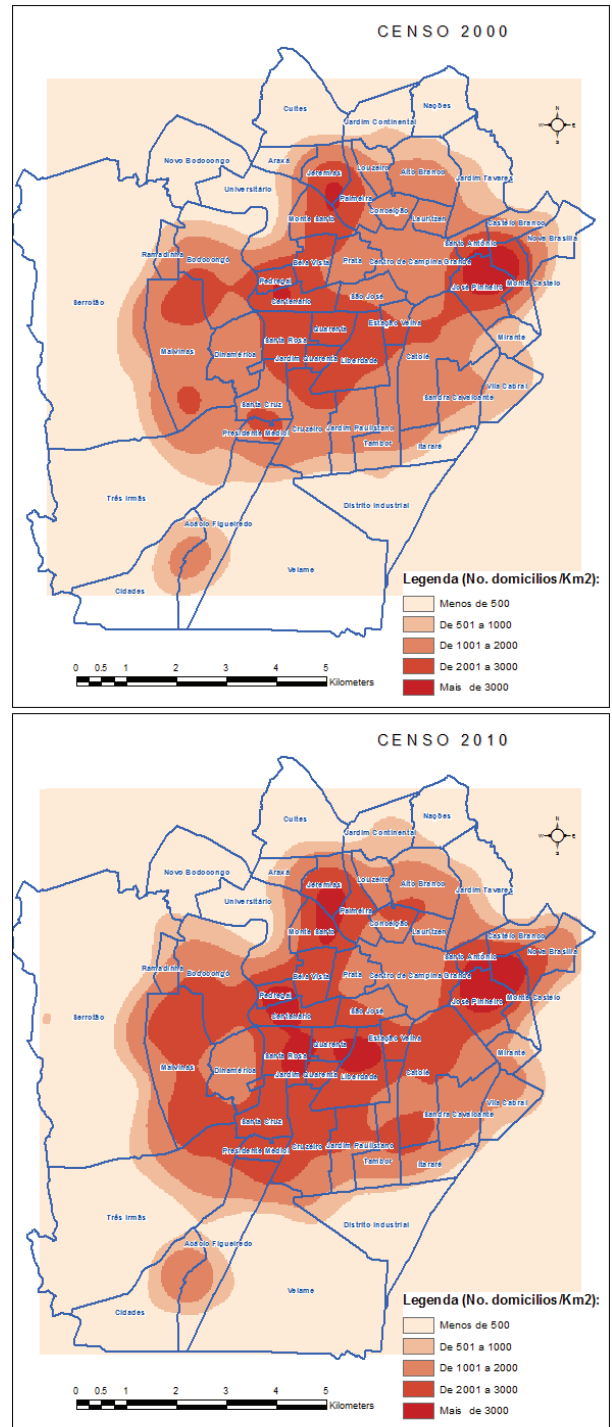 CENSO 2000
Cuités
Nações
Jardim Continental
Novo Bodocongo
Araxá
Jeremias
Louzeiro
Alto Branco
Jardim Tavares
Universitário
Palmeira
Monte Santo
Conceição
Lauritzen
Castelo Branco
Santo Antônio
Nova Brasília
Ramadinha
Bodocongo
Bela Vista
Prata
Centro de Campina Grande
Pedregal
José Pinheiro
Monte Castelo
Serrotão
Centenário
São José
Quarenta
Estação Velha
Mirante
Malvinas
Dinamérica
Santa Rosa
Jardim Quarenta
Liberdade
Catolé
Vila Cabral
Sandra Cavalcante
Santa Cruz
Presidente Médici
Cruzeiro
Jardim Paulistano
Tambor
Itararé
Três Irmãs
Distrito Industrial
Acácio Figueiredo
Velame
Cidades
Legenda (No. domicilios/Km2):
Menos de 500
De 501 a 1000
De 1001 a 2000
De 2001 a 3000
Mais de 3000
0 0.5 1 2 3 4 5
Kilometers
N
W E
S
CENSO 2010
Cuités
Nações
Jardim Continental
Novo Bodocongo
Araxá
Jeremias
Louzeiro
Alto Branco
Jardim Tavares
Universitário
Palmeira
Monte Santo
Conceição
Lauritzen
Castelo Branco
Santo Antônio
Nova Brasília
Ramadinha
Bodocongo
Bela Vista
Prata
Centro de Campina Grande
Pedregal
José Pinheiro
Monte Castelo
Serrotão
Centenário
São José
Quarenta
Estação Velha
Mirante
Malvinas
Dinamérica
Santa Rosa
Jardim Quarenta
Liberdade
Catolé
Vila Cabral
Sandra Cavalcante
Santa Cruz
Presidente Médici
Cruzeiro
Jardim Paulistano
Tambor
Itararé
Três Irmãs
Distrito Industrial
Acácio Figueiredo
Velame
Cidades
Legenda (No. domicilios/Km2):
Menos de 500
De 501 a 1000
De 1001 a 2000
De 2001 a 3000
Mais de 3000
0 0.5 1 2 3 4 5
Kilometers
N
W E
S